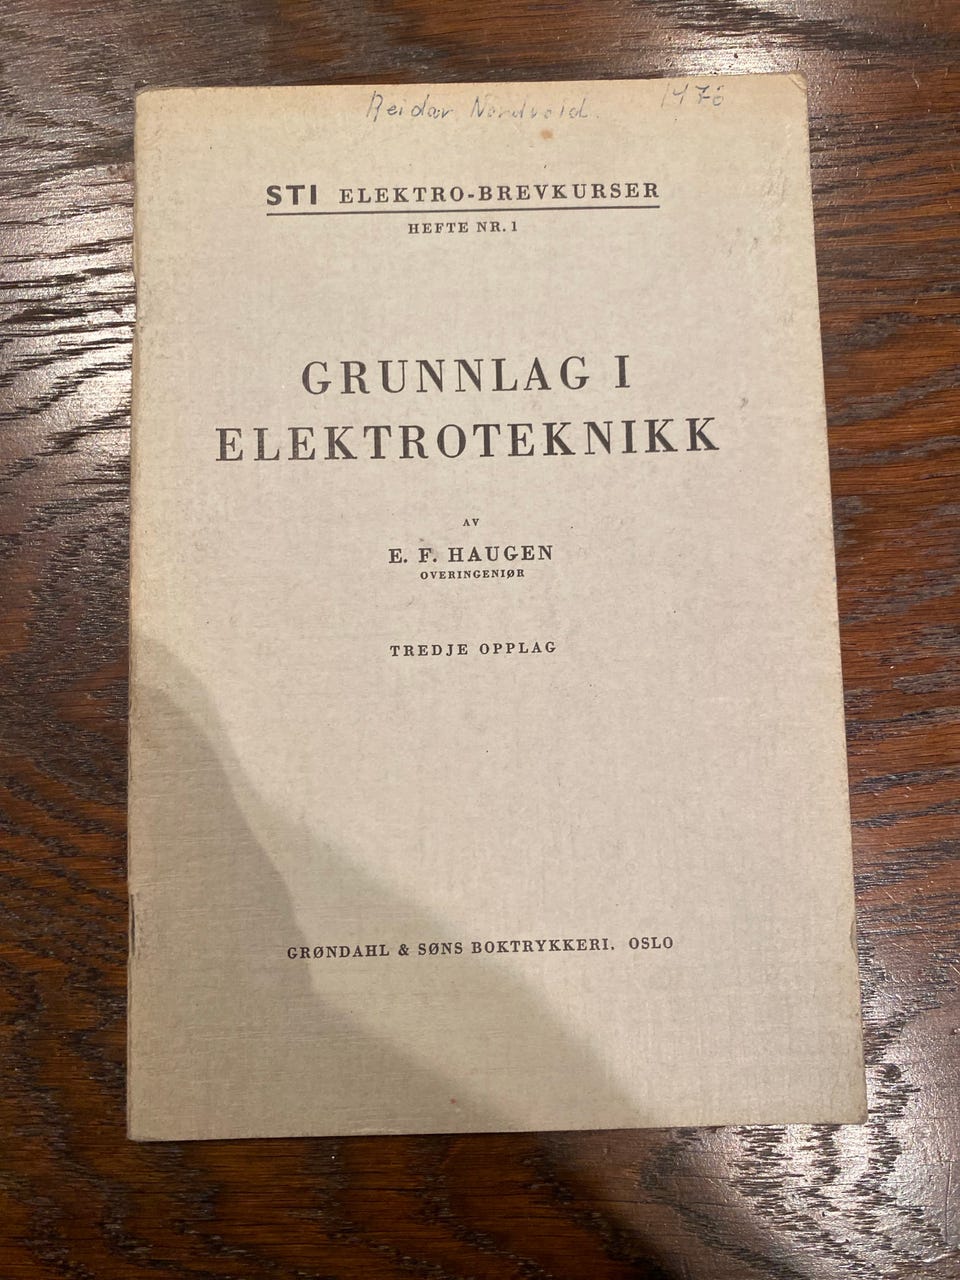 Reidar Nordvold. 1476
STI ELEKTRO-BREVKURSER
HEFTE NR. 1
GRUNNLAG I
ELEKTROTEKNIKK
AV
E. F. HAUGEN
OVERINGENIØR
TREDJE OPPLAG
GRØNDAHL & SØNS BOKTRYKKERI. OSLO